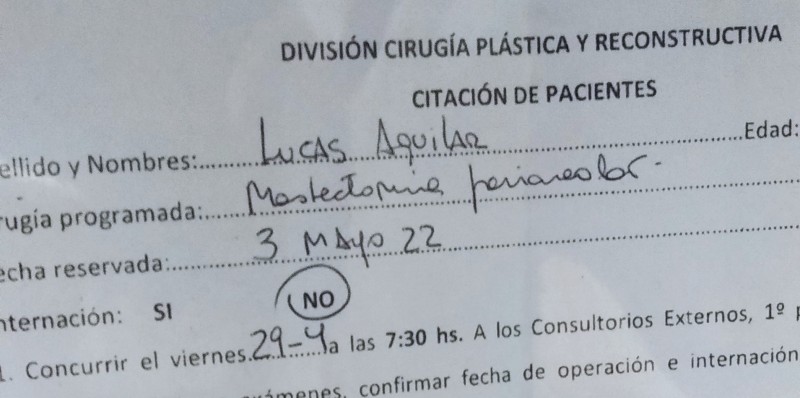 DIVISIÓN CIRUGÍA PLÁSTICA Y RECONSTRUCTIVA
CITACIÓN DE PACIENTES
ellido y Nombres:.......Lucas Aguilar.......Edad:
rugía programada:.......Mastectomia periareolar-.......
echa reservada:.......3 MAyo 22.......
nternación: SI NO
1. Concurrir el viernes.29-4.a las 7:30 hs. A los Consultorios Externos, 1º p
xámenes, confirmar fecha de operación e internación